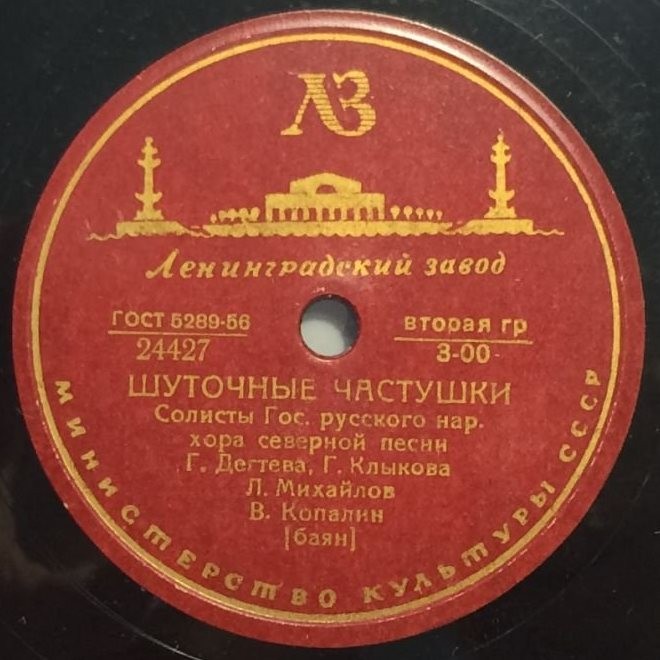 ЛЗ
Ленинградский завод
ГОСТ 5289-56
вторая гр
24427
3-00
ШУТОЧНЫЕ ЧАСТУШКИ
Солисты Гос. русского нар.
хора северной песни
Г. Дегтева, Г. Клыкова
Л. Михайлов
В. Копалин
[баян]
МИНИСТЕРСТВО КУЛЬТУРЫ СССР